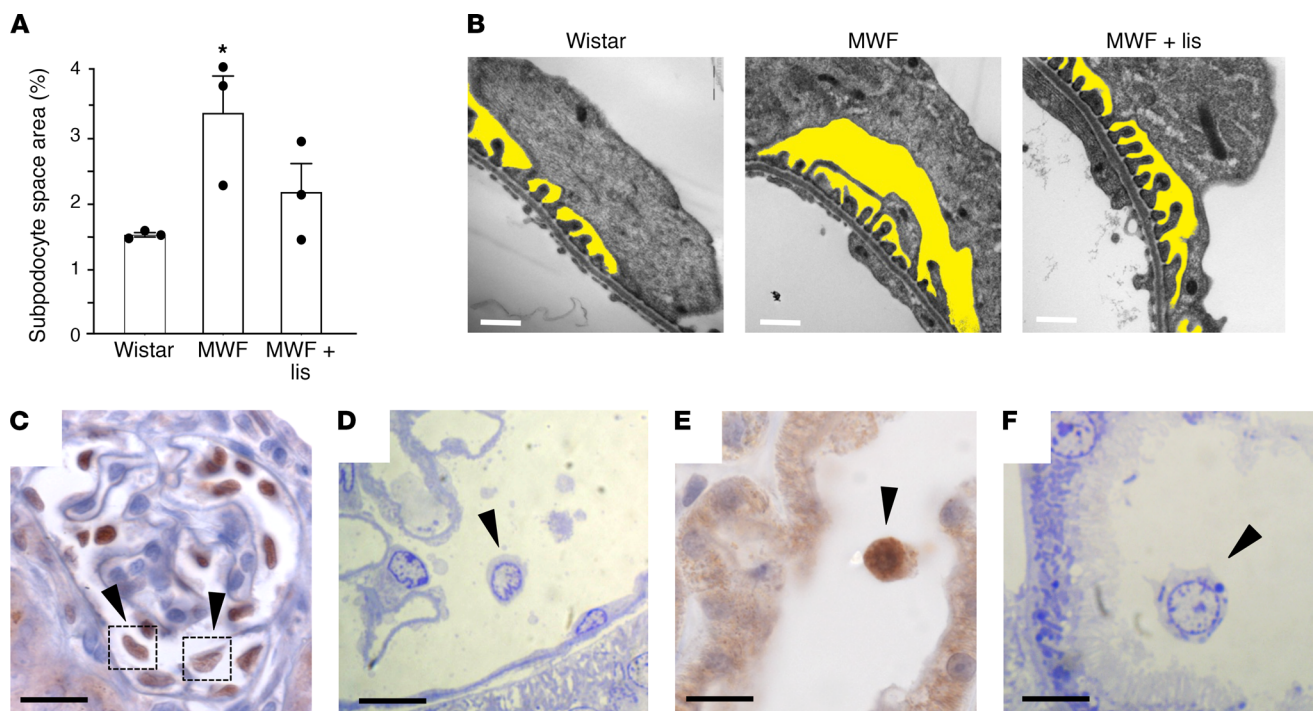 A
Subpodocyte space area (%)
4
3
2
1
0
*
Wistar
MWF
MWF +
lis
B
Wistar
MWF
MWF + lis
C
D
E
F